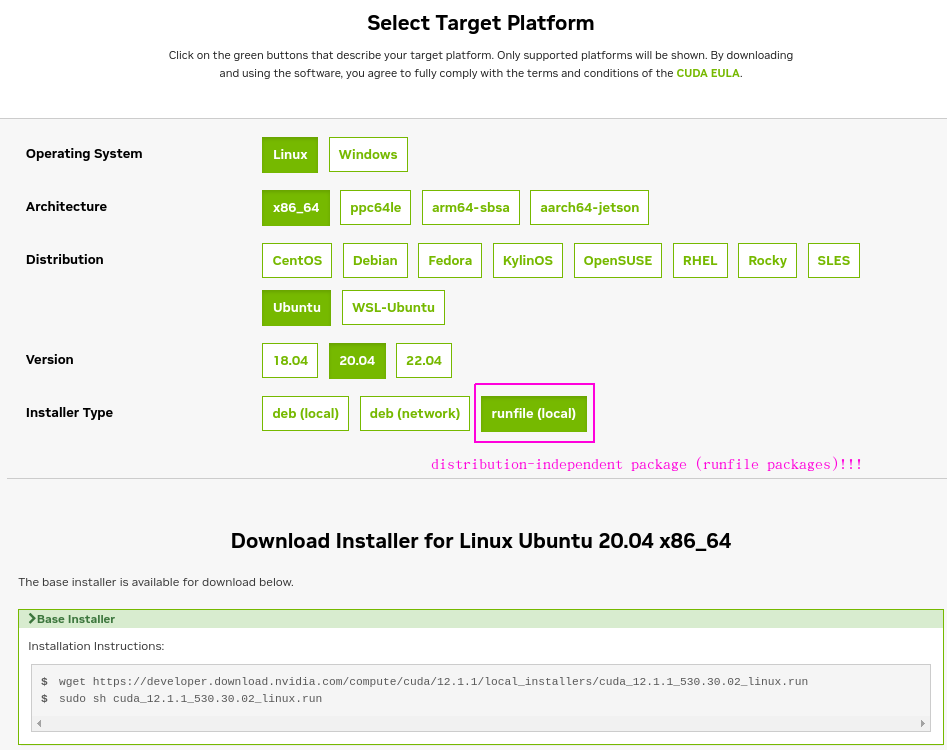 Select Target Platform
Click on the green buttons that describe your target platform. Only supported platforms will be shown. By downloading
and using the software, you agree to fully comply with the terms and conditions of the CUDA EULA.
Operating System Linux Windows
Architecture x86_64 ppc64le arm64-sbsa aarch64-jetson
Distribution CentOS Debian Fedora KylinOS OpenSUSE RHEL Rocky SLES
Ubuntu WSL-Ubuntu
Version 18.04 20.04 22.04
Installer Type deb (local) deb (network) runfile (local)
distribution-independent package (runfile packages)!!!
Download Installer for Linux Ubuntu 20.04 x86_64
The base installer is available for download below.
Base Installer
Installation Instructions:
$ wget https://developer.download.nvidia.com/compute/cuda/12.1.1/local_installers/cuda_12.1.1_530.30.02_linux.run
$ sudo sh cuda_12.1.1_530.30.02_linux.run